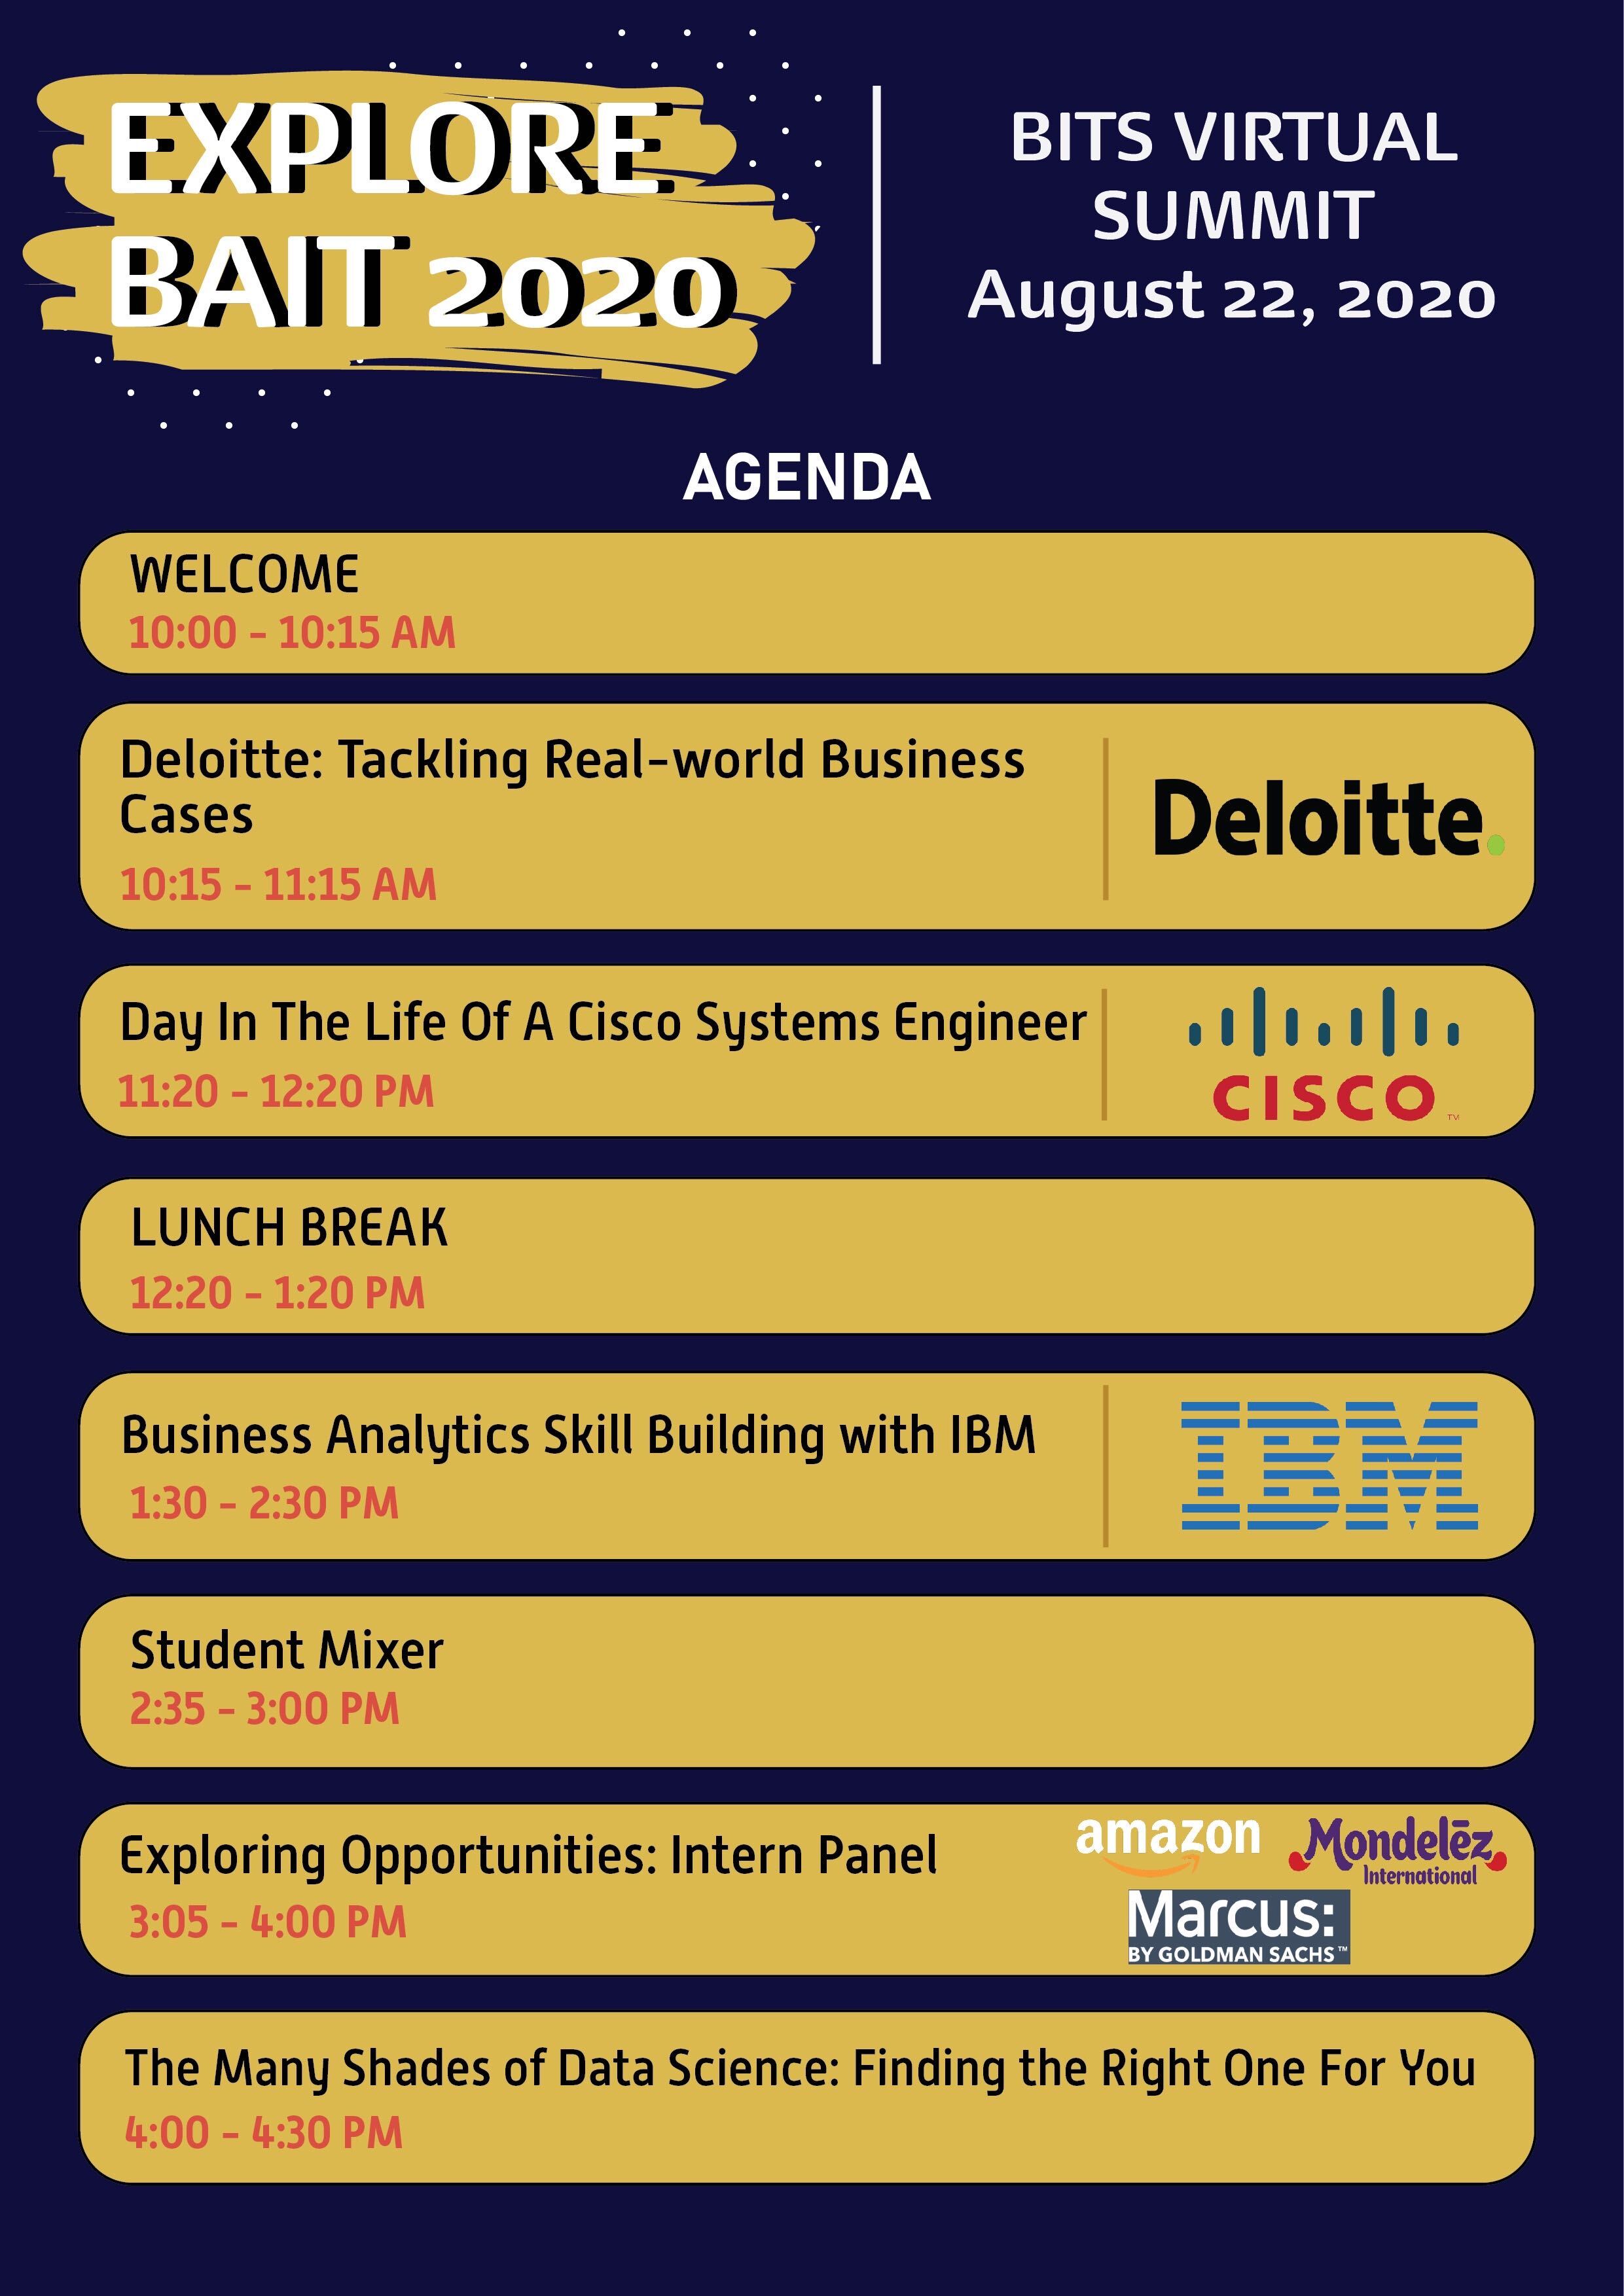 EXPLORE
BAIT 2020
BITS VIRTUAL
SUMMIT
August 22, 2020
AGENDA
WELCOME
10:00 - 10:15 AM
Deloitte: Tackling Real-world Business
Cases
10:15 - 11:15 AM
Deloitte.
Day In The Life Of A Cisco Systems Engineer
11:20 - 12:20 PM
CISCO TM
LUNCH BREAK
12:20 - 1:20 PM
Business Analytics Skill Building with IBM
1:30 - 2:30 PM
IBM
Student Mixer
2:35 - 3:00 PM
Exploring Opportunities: Intern Panel
3:05 - 4:00 PM
amazon
Mondelēz
International
Marcus:
BY GOLDMAN SACHS™
The Many Shades of Data Science: Finding the Right One For You
4:00 - 4:30 PM